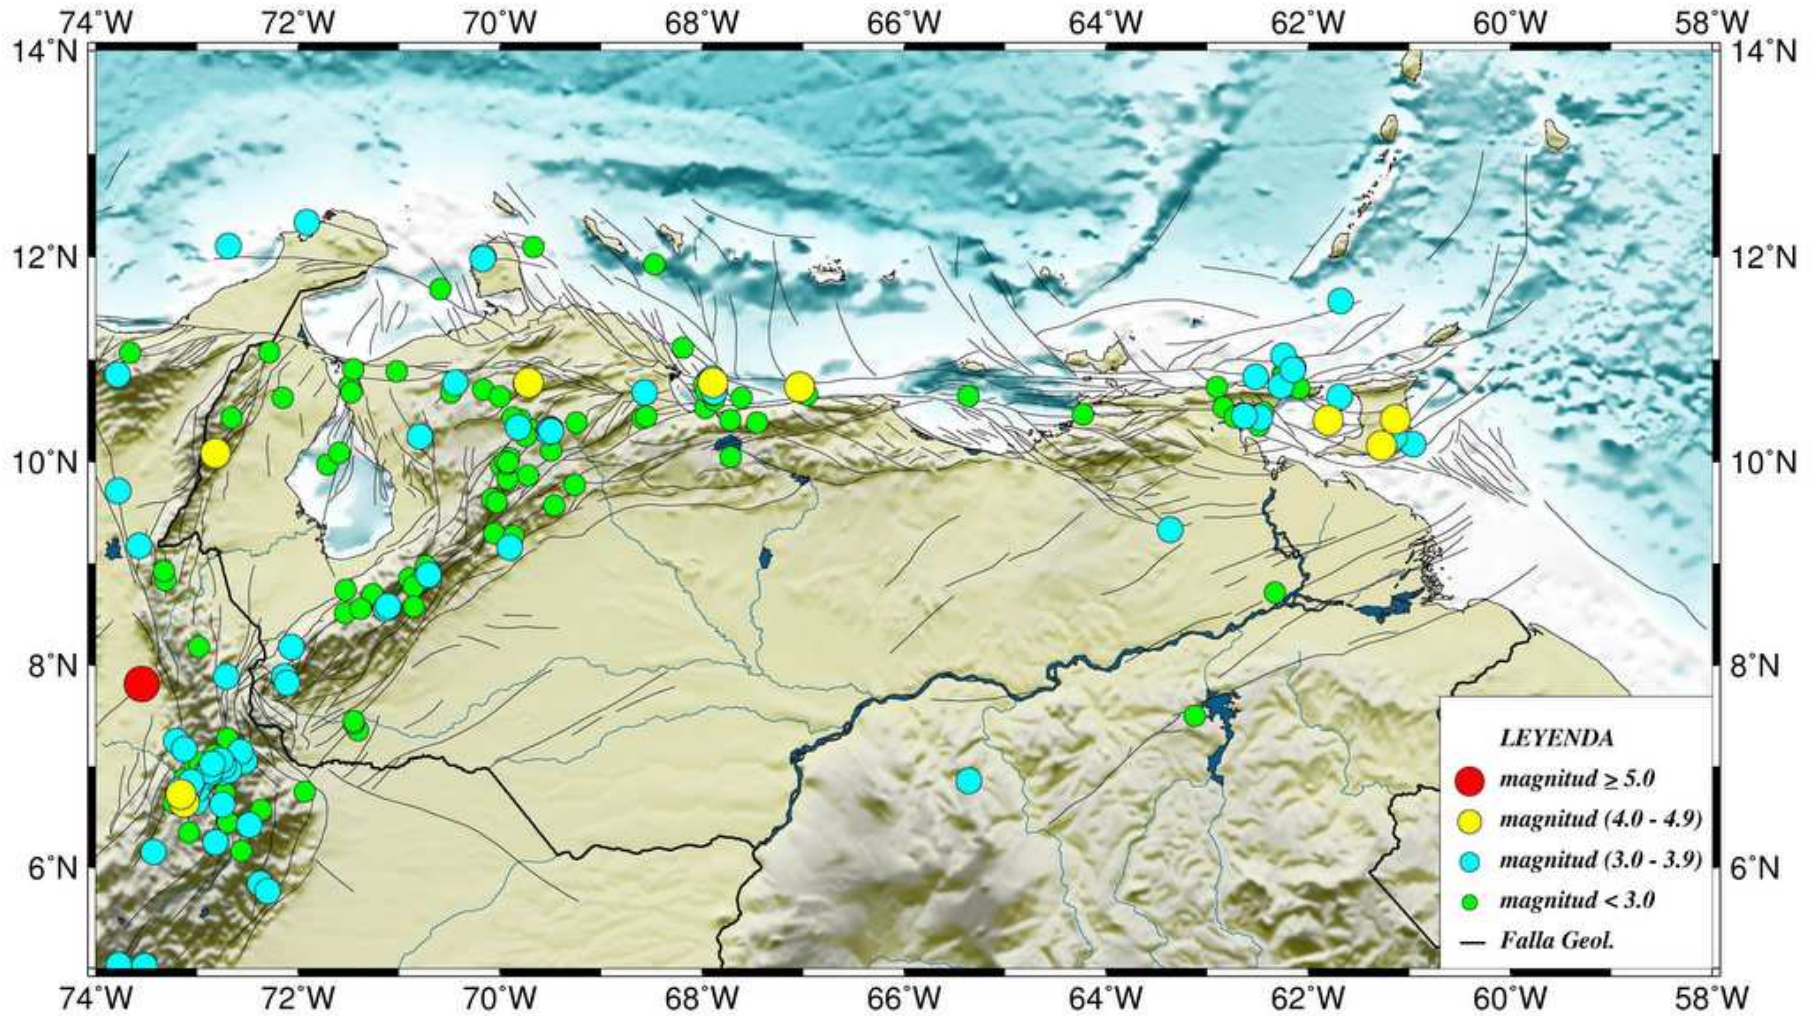 74°W 72°W 70°W 68°W 66°W 64°W 62°W 60°W 58°W
14°N 14°N
12°N 12°N
10°N 10°N
8°N 8°N
LEYENDA
magnitud ≥ 5.0
magnitud (4.0 - 4.9)
magnitud (3.0 - 3.9)
6°N 6°N
magnitud < 3.0
Falla Geol.
74°W 72°W 70°W 68°W 66°W 64°W 62°W 60°W 58°W